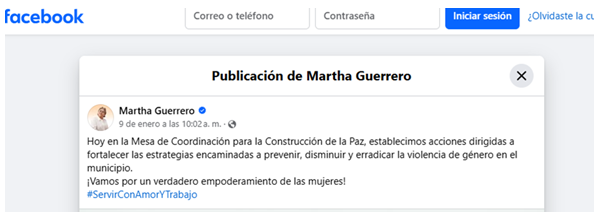 facebook
Correo o teléfono
Contraseña
Iniciar sesión
¿Olvidaste la cu
Publicación de Martha Guerrero
Martha Guerrero
9 de enero a las 10:02 a. m. ·
Hoy en la Mesa de Coordinación para la Construcción de la Paz, establecimos acciones dirigidas a
fortalecer las estrategias encaminadas a prevenir, disminuir y erradicar la violencia de género en el
municipio.
¡Vamos por un verdadero empoderamiento de las mujeres!
#ServirConAmorYTrabajo